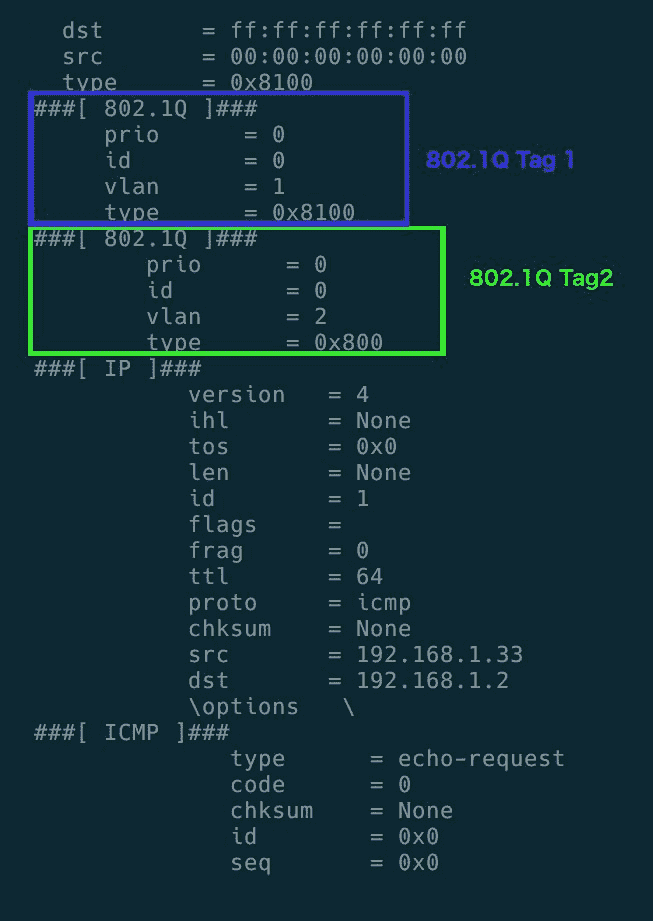 dst = ff:ff:ff:ff:ff:ff
src = 00:00:00:00:00:00
type = 0x8100
###[ 802.1Q ]###
prio = 0
id = 0
vlan = 1
type = 0x8100
802.1Q Tag 1
###[ 802.1Q ]###
prio = 0
id = 0
vlan = 2
type = 0x800
802.1Q Tag2
###[ IP ]###
version = 4
ihl = None
tos = 0x0
len = None
id = 1
flags =
frag = 0
ttl = 64
proto = icmp
chksum = None
src = 192.168.1.33
dst = 192.168.1.2
\options \
###[ ICMP ]###
type = echo-request
code = 0
chksum = None
id = 0x0
seq = 0x0